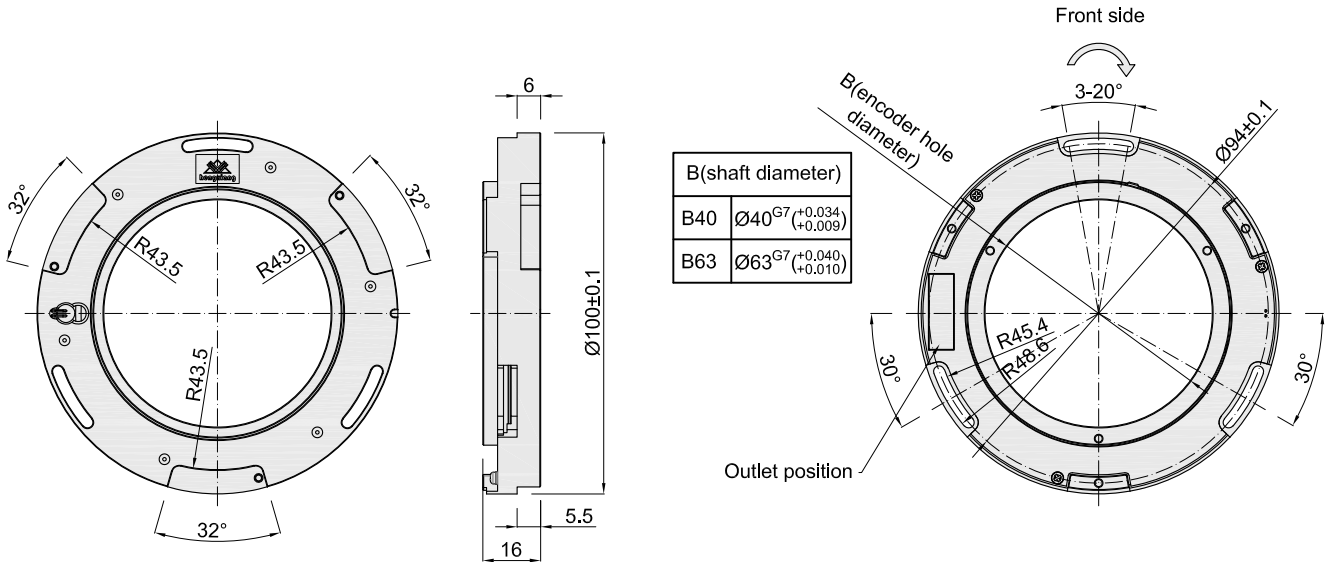 32°
R43.5
R43.5
32°
hengxiang
R43.5
32°
6
Ø100±0.1
5.5
16
B(shaft diameter)
B40 Ø40G7(+0.034 +0.009)
B63 Ø63G7(+0.040 +0.010)
Front side
3-20°
B(encoder hole
diameter)
Ø94±0.1
R45.4
R48.6
30°
30°
Outlet position